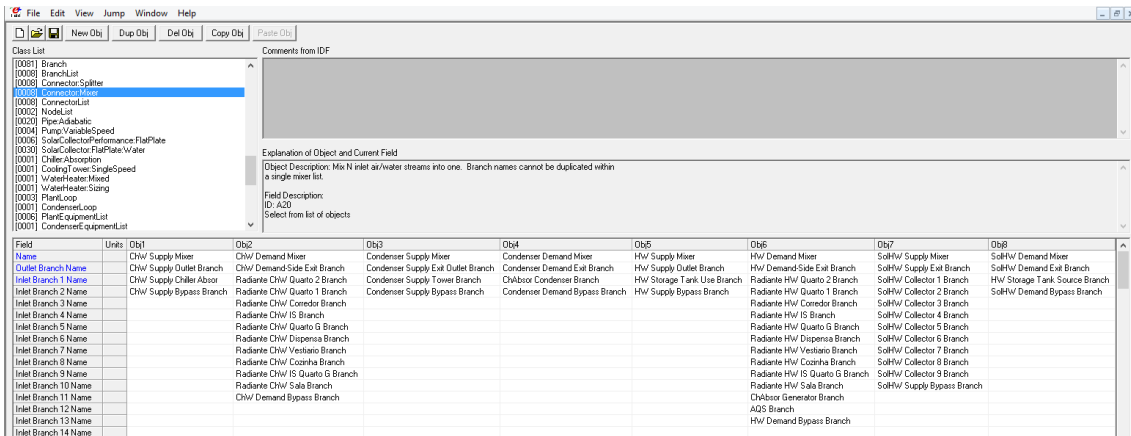 File Edit View Jump Window Help
New Obj Dup Obj Del Obj Copy Obj Paste Obj
Class List
[0081] Branch
[0008] BranchList
[0008] Connector:Splitter
[0008] Connector:Mixer
[0008] ConnectorList
[0002] NodeList
[0020] Pipe:Adiabatic
[0004] Pump:VariableSpeed
[0006] SolarCollectorPerformance:FlatPlate
[0030] SolarCollector:FlatPlate:Water
[0001] Chiller:Absorption
[0001] CoolingTower:SingleSpeed
[0001] WaterHeater:Mixed
[0001] WaterHeater:Sizing
[0003] PlantLoop
[0001] CondenserLoop
[0006] PlantEquipmentList
[0001] CondenserEquipmentList
Comments from IDF
Explanation of Object and Current Field
Object Description: Mix N inlet air/water streams into one. Branch names cannot be duplicated within
a single mixer list.
Field Description:
ID: A20
Select from list of objects
Field Units Obj1 Obj2 Obj3 Obj4 Obj5 Obj6 Obj7 Obj8
Name ChW Supply Mixer ChW Demand Mixer Condenser Supply Mixer Condenser Demand Mixer HW Supply Mixer HW Demand Mixer SolHW Supply Mixer SolHW Demand Mixer
Outlet Branch Name ChW Supply Outlet Branch ChW Demand-Side Exit Branch Condenser Supply Exit Outlet Branch Condenser Demand Exit Branch HW Supply Outlet Branch HW Demand-Side Exit Branch SolHW Supply Exit Branch SolHW Demand Exit Branch
Inlet Branch 1 Name ChW Supply Chiller Absor Radiante ChW Quarto 2 Branch Condenser Supply Tower Branch ChAbsor Condenser Branch HW Storage Tank Use Branch Radiante HW Quarto 2 Branch SolHW Collector 1 Branch HW Storage Tank Source Branch
Inlet Branch 2 Name ChW Supply Bypass Branch Radiante ChW Quarto 1 Branch Condenser Supply Bypass Branch Condenser Demand Bypass Branch HW Supply Bypass Branch Radiante HW Quarto 1 Branch SolHW Collector 2 Branch SolHW Demand Bypass Branch
Inlet Branch 3 Name Radiante ChW Corredor Branch Radiante HW Corredor Branch SolHW Collector 3 Branch
Inlet Branch 4 Name Radiante ChW IS Branch Radiante HW IS Branch SolHW Collector 4 Branch
Inlet Branch 5 Name Radiante ChW Quarto G Branch Radiante HW Quarto G Branch SolHW Collector 5 Branch
Inlet Branch 6 Name Radiante ChW Dispensa Branch Radiante HW Dispensa Branch SolHW Collector 6 Branch
Inlet Branch 7 Name Radiante ChW Vestiario Branch Radiante HW Vestiario Branch SolHW Collector 7 Branch
Inlet Branch 8 Name Radiante ChW Cozinha Branch Radiante HW Cozinha Branch SolHW Collector 8 Branch
Inlet Branch 9 Name Radiante ChW IS Quarto G Branch Radiante HW IS Quarto G Branch SolHW Collector 9 Branch
Inlet Branch 10 Name Radiante ChW Sala Branch Radiante HW Sala Branch SolHW Supply Bypass Branch
Inlet Branch 11 Name ChW Demand Bypass Branch ChAbsor Generator Branch
Inlet Branch 12 Name AQS Branch
Inlet Branch 13 Name HW Demand Bypass Branch
Inlet Branch 14 Name